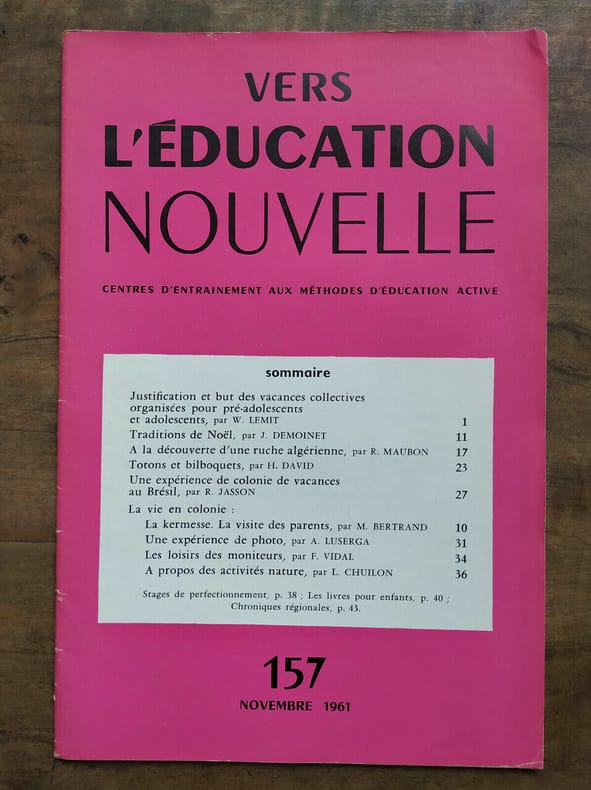 VERS
L'ÉDUCATION
NOUVELLE
CENTRES D'ENTRAINEMENT AUX MÉTHODES D'ÉDUCATION ACTIVE
sommaire
Justification et but des vacances collectives
organisées pour pré-adolescents
et adolescents, par W. LEMIT 1
Traditions de Noël, par J. DEMOINET 11
A la découverte d'une ruche algérienne, par R. MAUBON 17
Totons et bilboquets, par H. DAVID 23
Une expérience de colonie de vacances
au Brésil, par R. JASSON 27
La vie en colonie :
La kermesse. La visite des parents, par M. BERTRAND 10
Une expérience de photo, par A. LUSERGA 31
Les loisirs des moniteurs, par F. VIDAL 34
A propos des activités nature, par L. CHUILON 36
Stages de perfectionnement, p. 38 ; Les livres pour enfants, p. 40 ;
Chroniques régionales, p. 43.
157
NOVEMBRE 1961